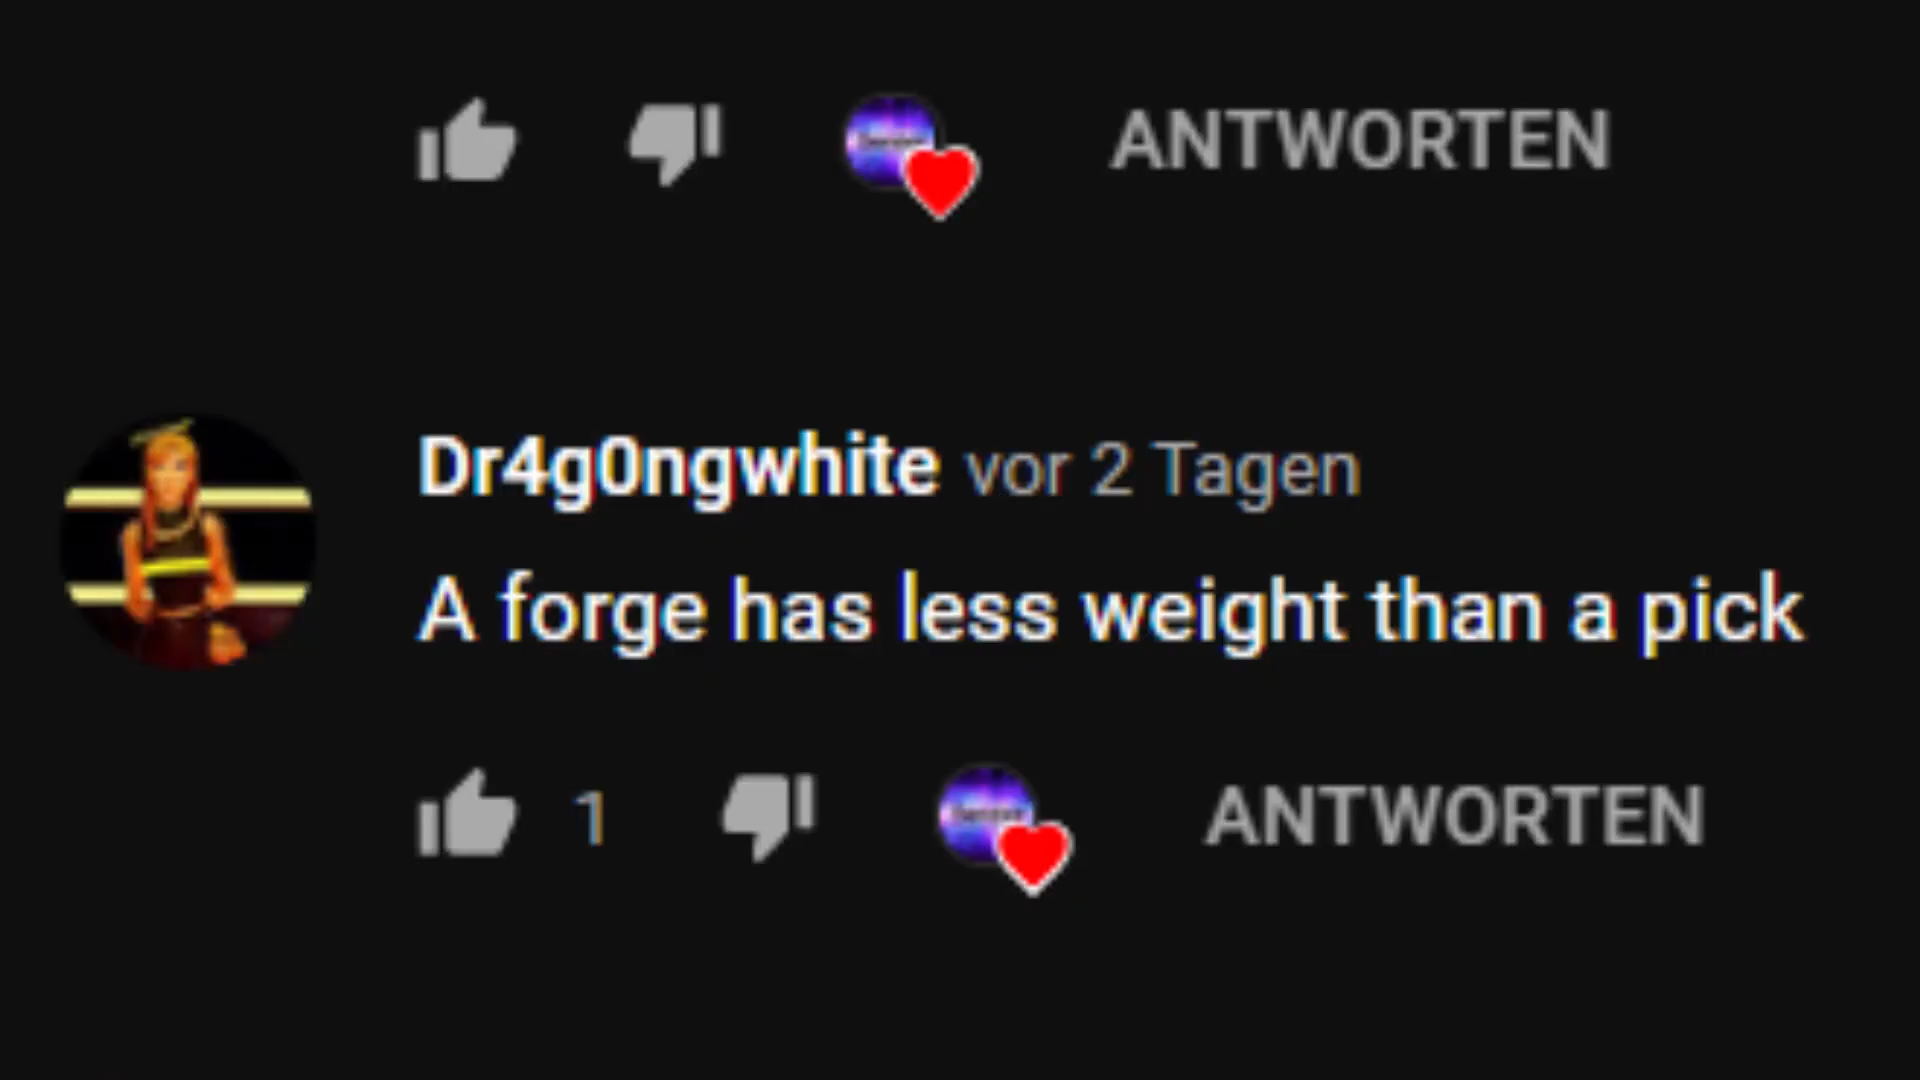 ANTWORTEN
Dr4g0ngwhite vor 2 Tagen
A forge has less weight than a pick
1 ANTWORTEN